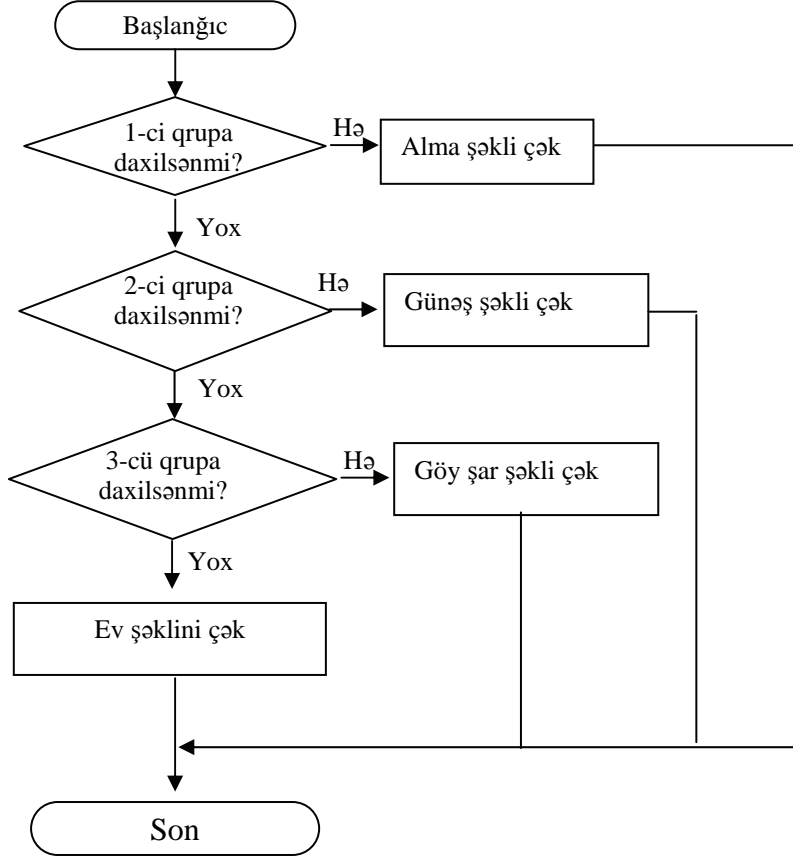 Başlanğıc
1-ci qrupa
daxilsənmi?
Hə
Alma şəkli çək
Yox
2-ci qrupa
daxilsənmi?
Hə
Günəş şəkli çək
Yox
3-cü qrupa
daxilsənmi?
Hə
Göy şar şəkli çək
Yox
Ev şəklini çək
Son